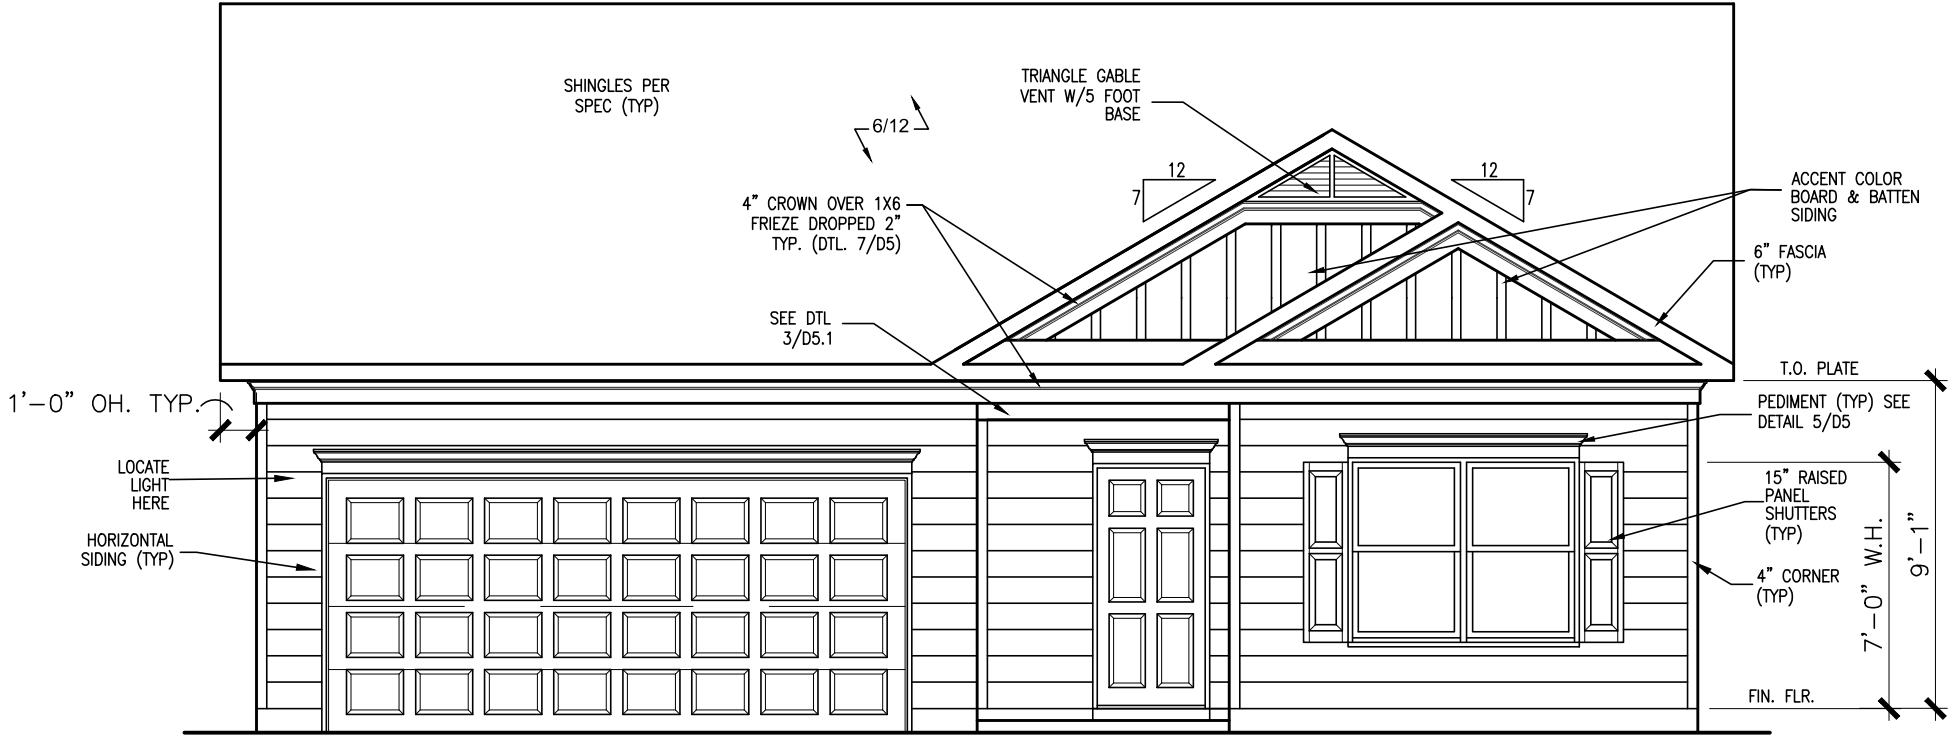 SHINGLES PER
SPEC (TYP)
6/12
TRIANGLE GABLE
VENT W/5 FOOT
BASE
12
7
12
7
ACCENT COLOR
BOARD & BATTEN
SIDING
4" CROWN OVER 1X6
FRIEZE DROPPED 2"
TYP. (DTL. 7/D5)
6" FASCIA
(TYP)
SEE DTL
3/D5.1
T.O. PLATE
1'-0" OH. TYP.
PEDIMENT (TYP) SEE
DETAIL 5/D5
LOCATE
LIGHT
HERE
15" RAISED
PANEL
SHUTTERS
(TYP)
HORIZONTAL
SIDING (TYP)
4" CORNER
(TYP)
7'-0" W.H.
9'-1"
FIN. FLR.